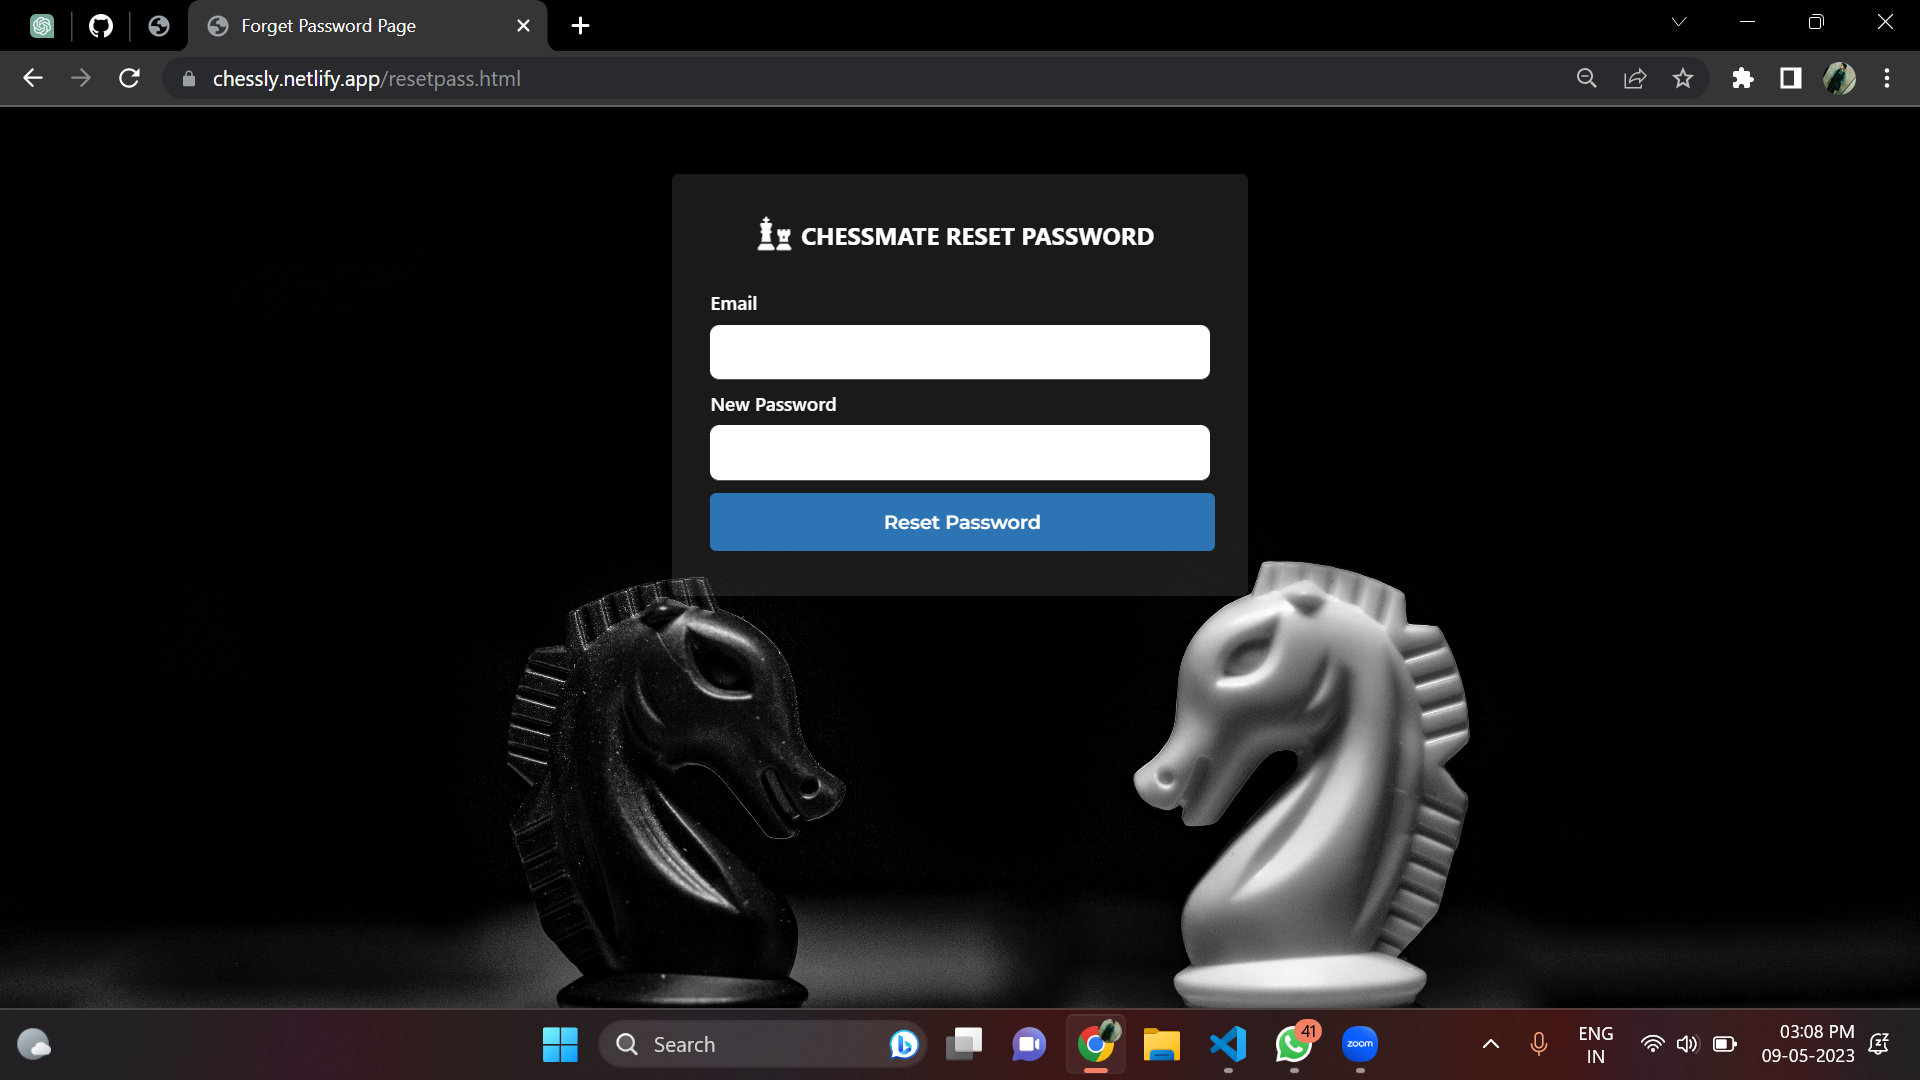 Forget Password Page
chessly.netlify.app/resetpass.html
CHESSMATE RESET PASSWORD
Email
New Password
Reset Password
Search
41
zoom
ENG
IN
03:08 PM
09-05-2023